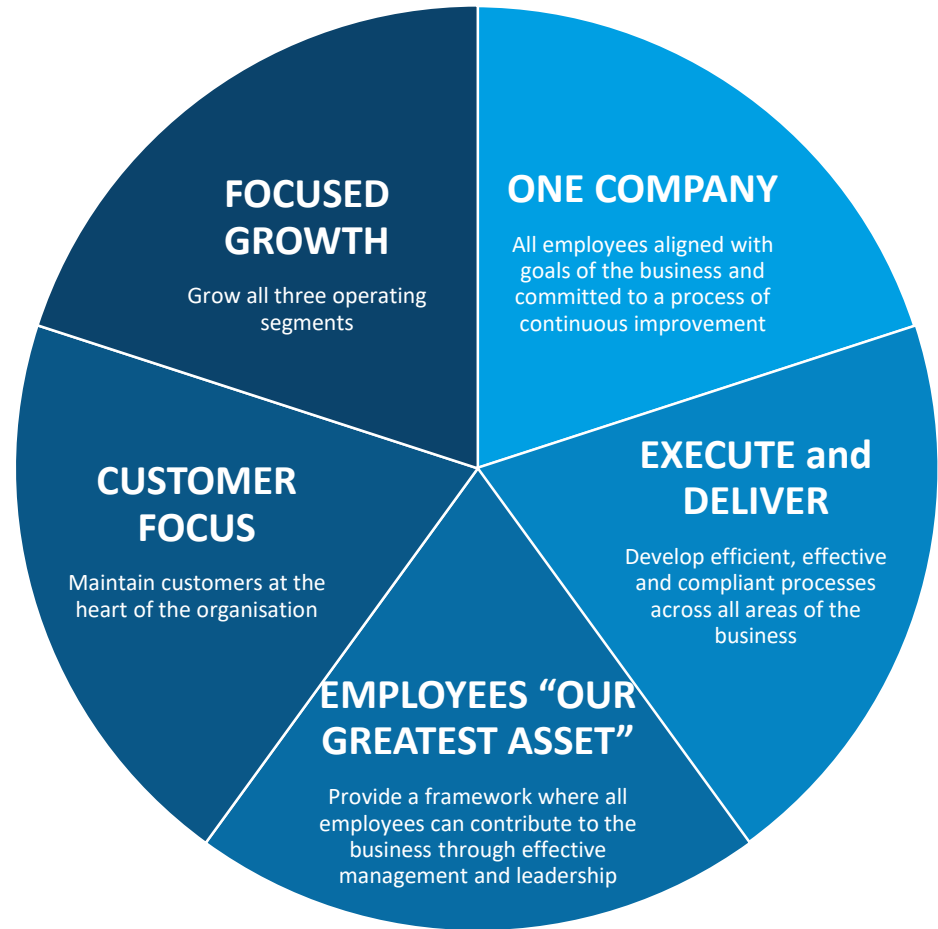 FOCUSED
GROWTH
Grow all three operating
segments
ONE COMPANY
All employees aligned with
goals of the business and
committed to a process of
continuous improvement
EXECUTE and
DELIVER
Develop efficient, effective
and compliant processes
across all areas of the
business
EMPLOYEES “OUR
GREATEST ASSET”
Provide a framework where all
employees can contribute to the
business through effective
management and leadership
CUSTOMER
FOCUS
Maintain customers at the
heart of the organisation